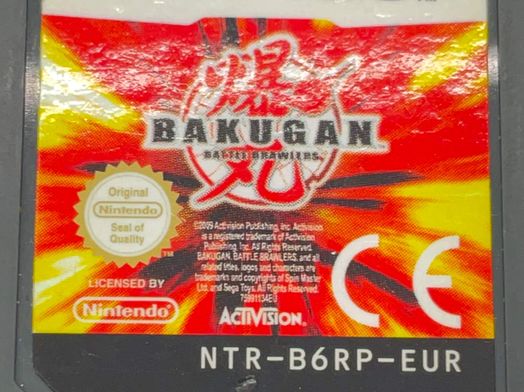 爆
BAKUGAN
BATTLE BRAWLERS
丸
Original
Nintendo
Seal of
Quality
TM
©2009 Activision Publishing, Inc. Activision
is a registered trademark of Activision
Publishing, Inc. All Rights Reserved.
BAKUGAN, BATTLE BRAWLERS, and all
related titles, logos and characters are
trademarks and copyrights of Spin Master
Ltd. and Sega Toys. All Rights Reserved.
75991134EU
LICENSED BY
Nintendo
ACTIVISION.
CE
NTR-B6RP-EUR